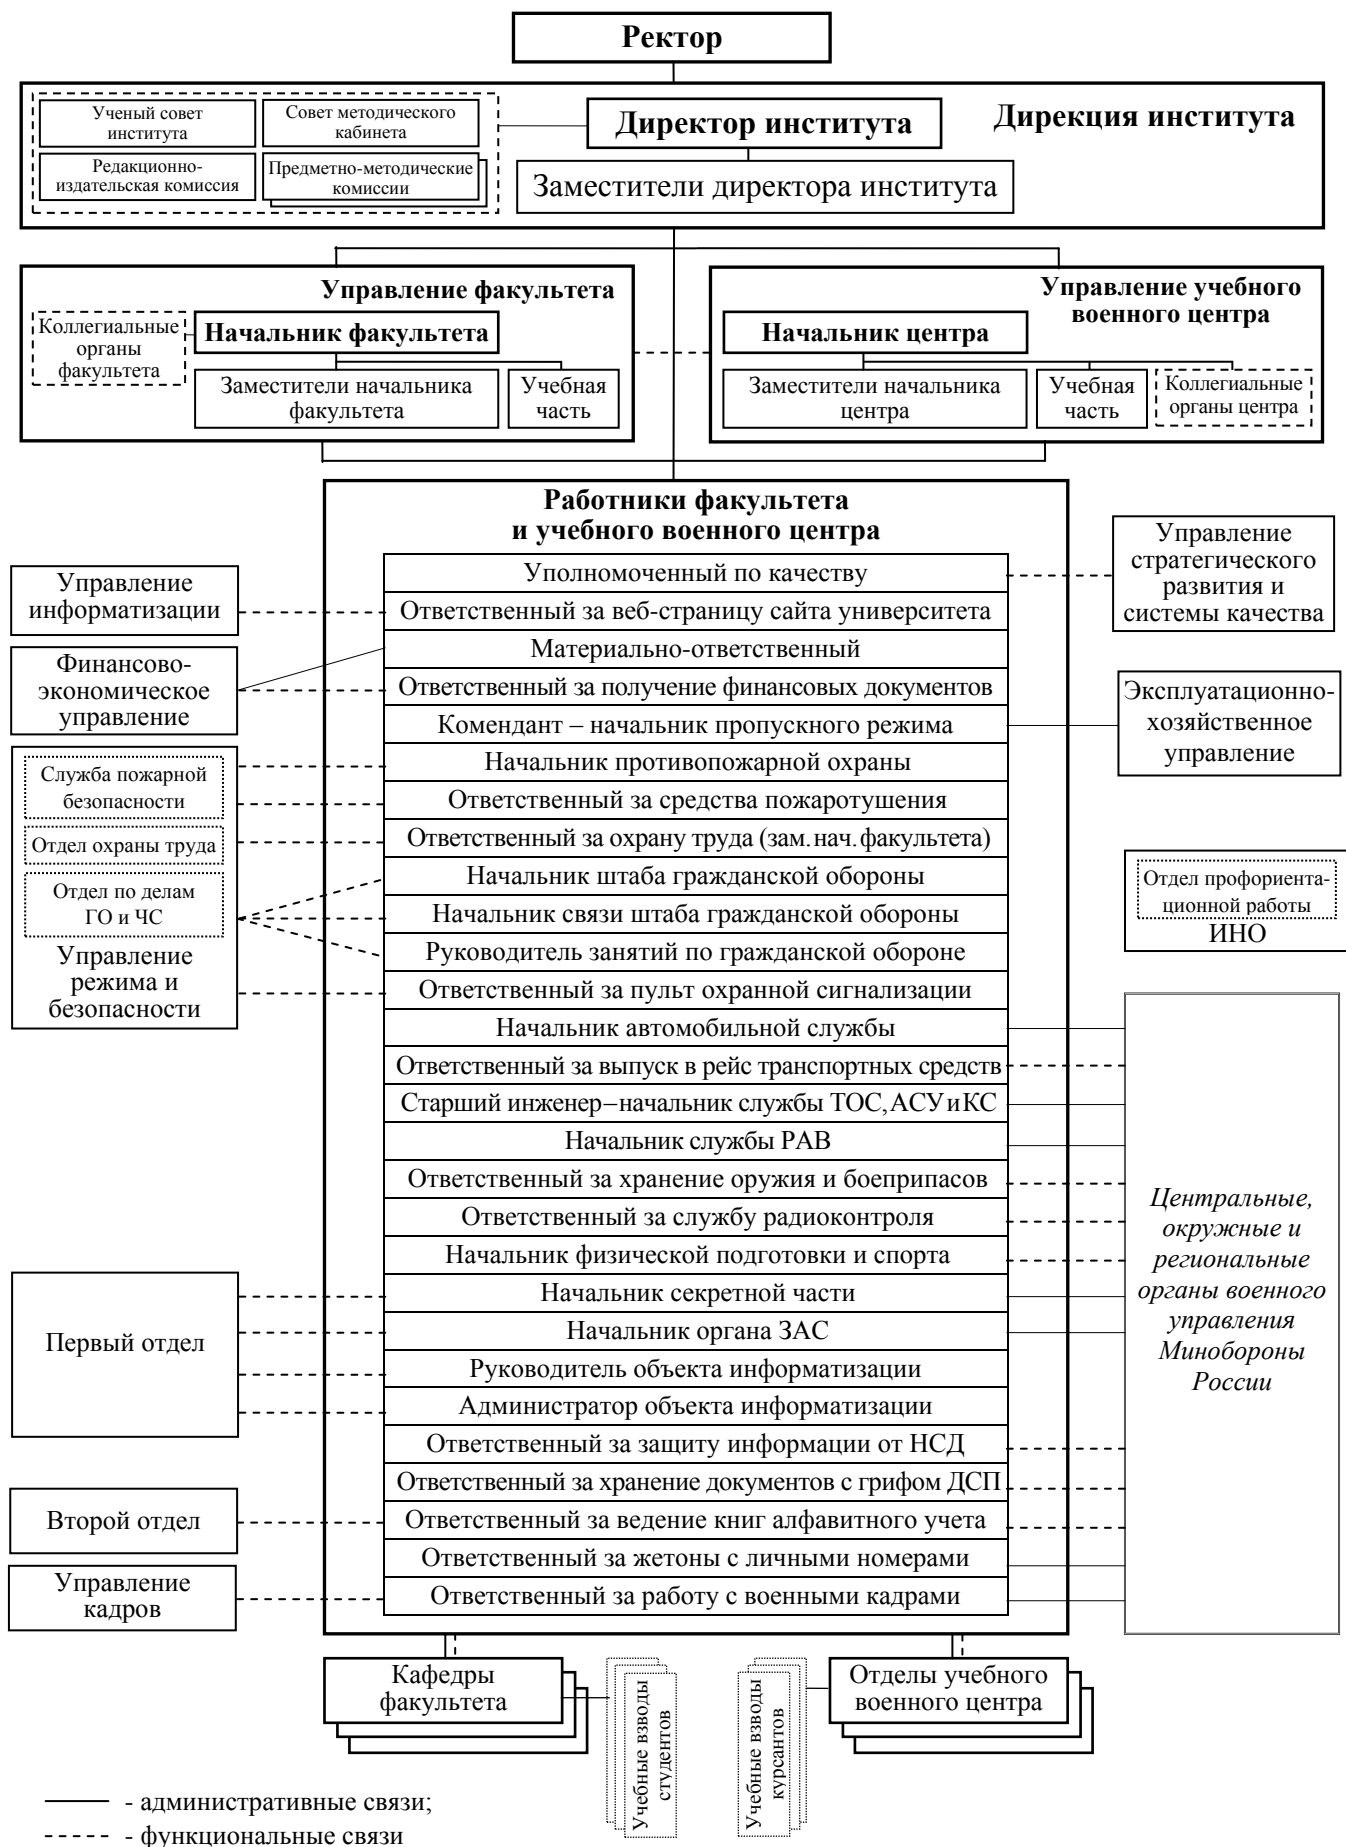 Ректор
Ученый совет
института
Совет методического
кабинета
Редакционно-
издательская комиссия
Предметно-методические
комиссии
Директор института
Дирекция института
Заместители директора института
Управление факультета
Коллегиальные
органы
факультета
Начальник факультета
Заместители начальника
факультета
Учебная
часть
Управление учебного
военного центра
Начальник центра
Заместители начальника
центра
Учебная
часть
Коллегиальные
органы центра
Работники факультета
и учебного военного центра
Уполномоченный по качеству
Ответственный за веб-страницу сайта университета
Материально-ответственный
Ответственный за получение финансовых документов
Комендант – начальник пропускного режима
Начальник противопожарной охраны
Ответственный за средства пожаротушения
Ответственный за охрану труда (зам. нач. факультета)
Начальник штаба гражданской обороны
Начальник связи штаба гражданской обороны
Руководитель занятий по гражданской обороне
Ответственный за пульт охранной сигнализации
Начальник автомобильной службы
Ответственный за выпуск в рейс транспортных средств
Старший инженер–начальник службы ТОС, АСУ и КС
Начальник службы РАВ
Ответственный за хранение оружия и боеприпасов
Ответственный за службу радиоконтроля
Начальник физической подготовки и спорта
Начальник секретной части
Начальник органа ЗАС
Руководитель объекта информатизации
Администратор объекта информатизации
Ответственный за защиту информации от НСД
Ответственный за хранение документов с грифом ДСП
Ответственный за ведение книг алфавитного учета
Ответственный за жетоны с личными номерами
Ответственный за работу с военными кадрами
Управление
информатизации
Финансово-
экономическое
управление
Служба пожарной
безопасности
Отдел охраны труда
Отдел по делам
ГО и ЧС
Управление
режима и
безопасности
Первый отдел
Второй отдел
Управление
кадров
Управление
стратегического
развития и
системы качества
Эксплуатационно-
хозяйственное
управление
Отдел профориента-
ционной работы
ИНО
Центральные,
окружные и
региональные
органы военного
управления
Минобороны
России
Кафедры
факультета
Учебные взводы
студентов
Учебные взводы
курсантов
Отделы учебного
военного центра
- административные связи;
- функциональные связи